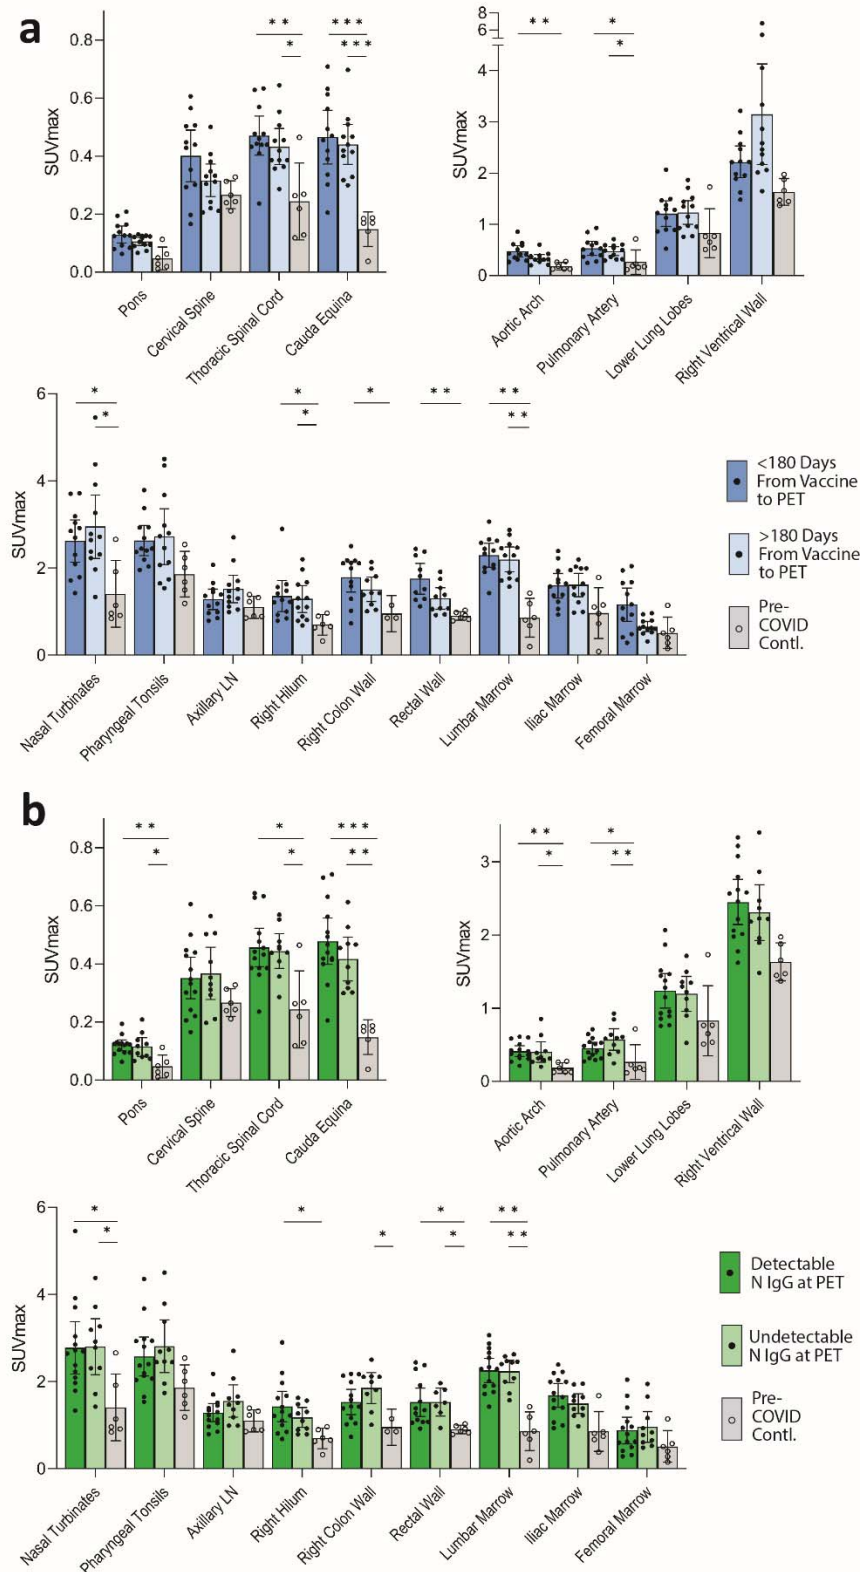 a
** ***
* ***
0.8
0.6
0.4
0.2
0.0
SUVmax
Pons
Cervical Spine
Thoracic Spinal Cord
Cauda Equina
** *
*
8
6
4
3
2
1
0
SUVmax
Aortic Arch
Pulmonary Artery
Lower Lung Lobes
Right Ventrical Wall
* * * ** **
* * **
6
4
2
0
SUVmax
Nasal Turbinates
Pharyngeal Tonsils
Axillary LN
Right Hilum
Right Colon Wall
Rectal Wall
Lumbar Marrow
Iliac Marrow
Femoral Marrow
<180 Days
From Vaccine
to PET
>180 Days
From Vaccine
to PET
Pre-
COVID
Contl.
b
** * ***
* * **
0.8
0.6
0.4
0.2
0.0
SUVmax
Pons
Cervical Spine
Thoracic Spinal Cord
Cauda Equina
** *
* **
3
2
1
0
SUVmax
Aortic Arch
Pulmonary Artery
Lower Lung Lobes
Right Ventrical Wall
* * * **
* * * **
6
4
2
0
SUVmax
Nasal Turbinates
Pharyngeal Tonsils
Axillary LN
Right Hilum
Right Colon Wall
Rectal Wall
Lumbar Marrow
Iliac Marrow
Femoral Marrow
Detectable
N IgG at PET
Undetectable
N IgG at PET
Pre-
COVID
Contl.